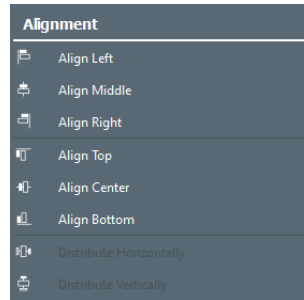 Alignment
Align Left
Align Middle
Align Right
Align Top
Align Center
Align Bottom
Distribute Horizontally
Distribute Vertically